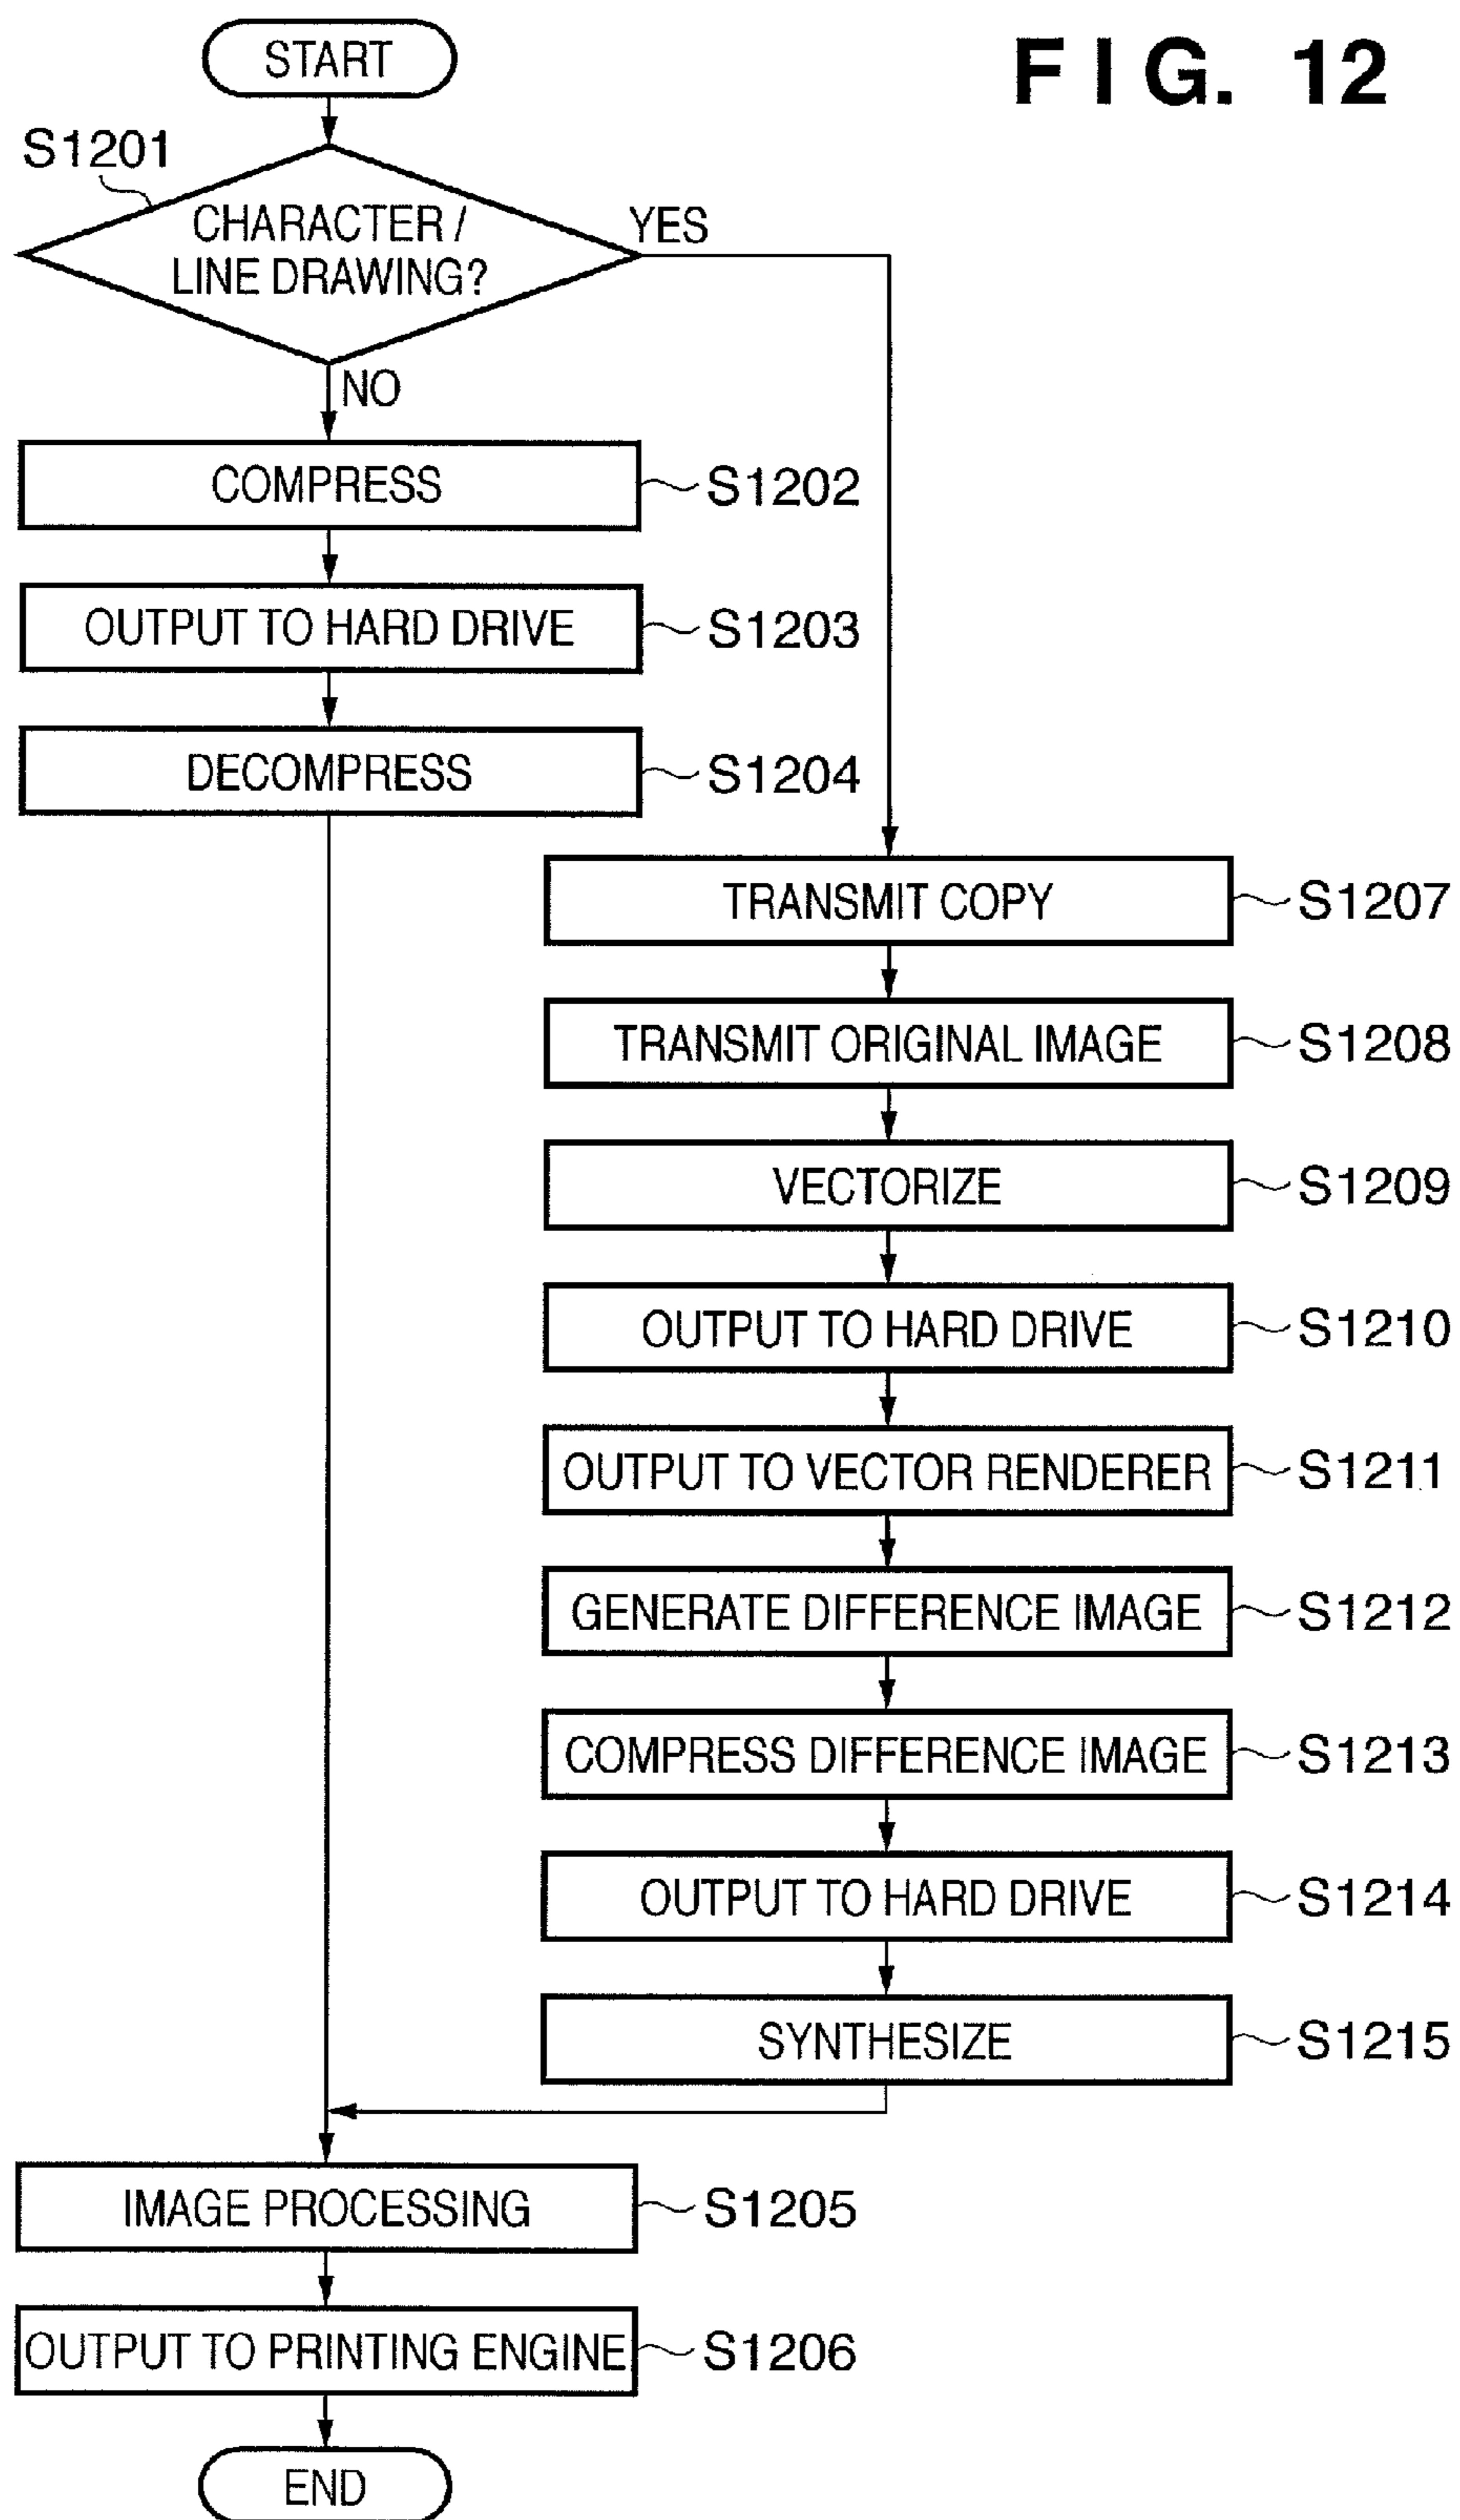 FIG. 12
START
S1201
CHARACTER /
LINE DRAWING?
YES
NO
COMPRESS
S1202
OUTPUT TO HARD DRIVE
S1203
DECOMPRESS
S1204
TRANSMIT COPY
S1207
TRANSMIT ORIGINAL IMAGE
S1208
VECTORIZE
S1209
OUTPUT TO HARD DRIVE
S1210
OUTPUT TO VECTOR RENDERER
S1211
GENERATE DIFFERENCE IMAGE
S1212
COMPRESS DIFFERENCE IMAGE
S1213
OUTPUT TO HARD DRIVE
S1214
SYNTHESIZE
S1215
IMAGE PROCESSING
S1205
OUTPUT TO PRINTING ENGINE
S1206
END